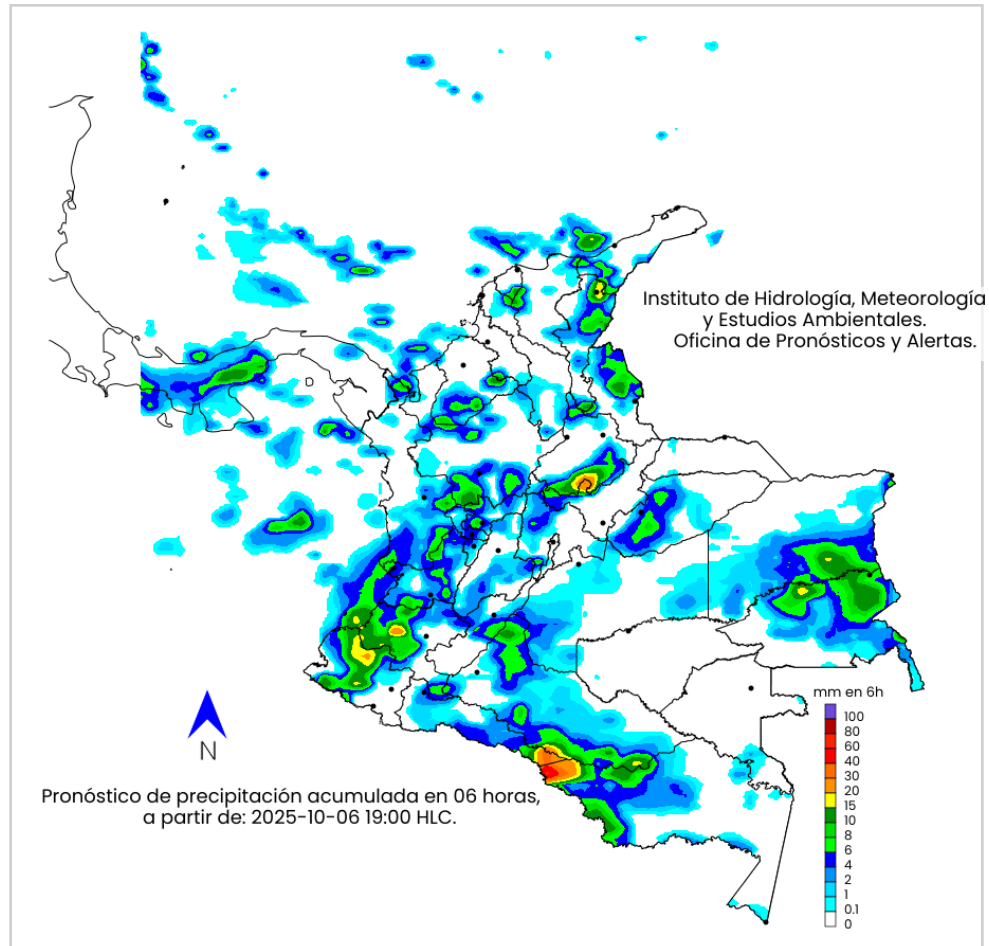 Instituto de Hidrología, Meteorología
y Estudios Ambientales.
Oficina de Pronósticos y Alertas.
D
mm en 6h
100
80
60
40
30
20
15
10
8
6
4
2
1
0.1
0
N
Pronóstico de precipitación acumulada en 06 horas,
a partir de: 2025-10-06 19:00 HLC.